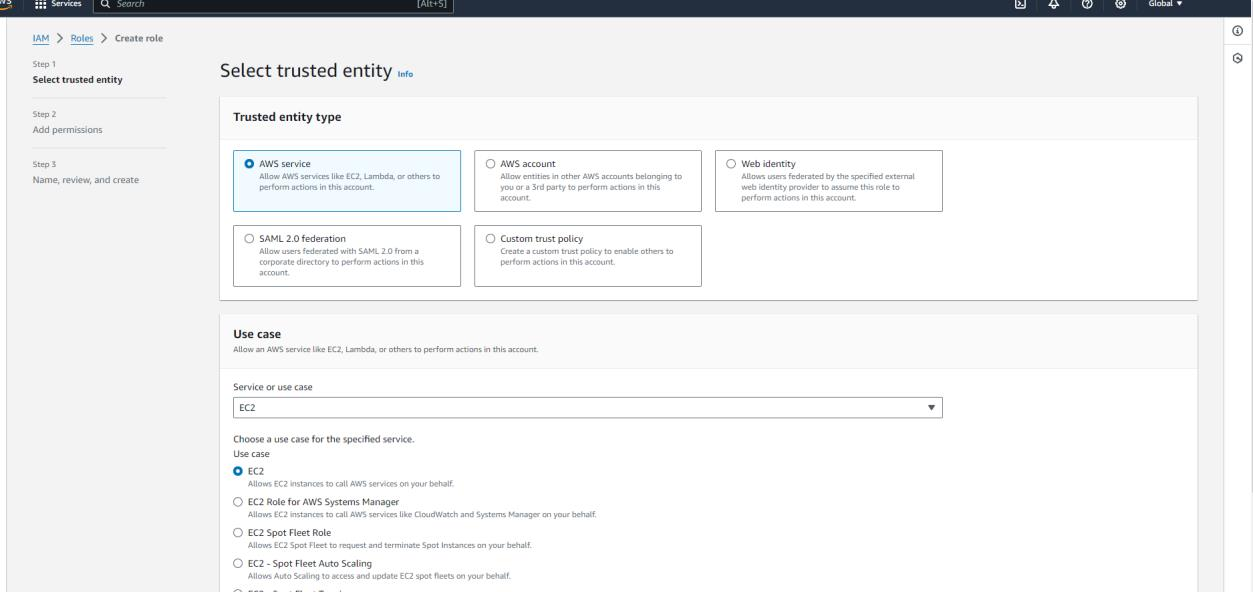 Services
Search
[Alt+S]
Global
IAM > Roles > Create role
Step 1
Select trusted entity
Step 2
Add permissions
Step 3
Name, review, and create
Select trusted entity Info
Trusted entity type
AWS service
Allow AWS services like EC2, Lambda, or others to
perform actions in this account.
AWS account
Allow entities in other AWS accounts belonging to
you or a 3rd party to perform actions in this
account.
Web identity
Allows users federated by the specified external
web identity provider to assume this role to
perform actions in this account.
SAML 2.0 federation
Allow users federated with SAML 2.0 from a
corporate directory to perform actions in this
account.
Custom trust policy
Create a custom trust policy to enable others to
perform actions in this account.
Use case
Allow an AWS service like EC2, Lambda, or others to perform actions in this account.
Service or use case
EC2
Choose a use case for the specified service.
Use case
EC2
Allows EC2 instances to call AWS services on your behalf.
EC2 Role for AWS Systems Manager
Allows EC2 instances to call AWS services like CloudWatch and Systems Manager on your behalf.
EC2 Spot Fleet Role
Allows EC2 Spot Fleet to request and terminate Spot Instances on your behalf.
EC2 - Spot Fleet Auto Scaling
Allows Auto Scaling to access and update EC2 spot fleets on your behalf.